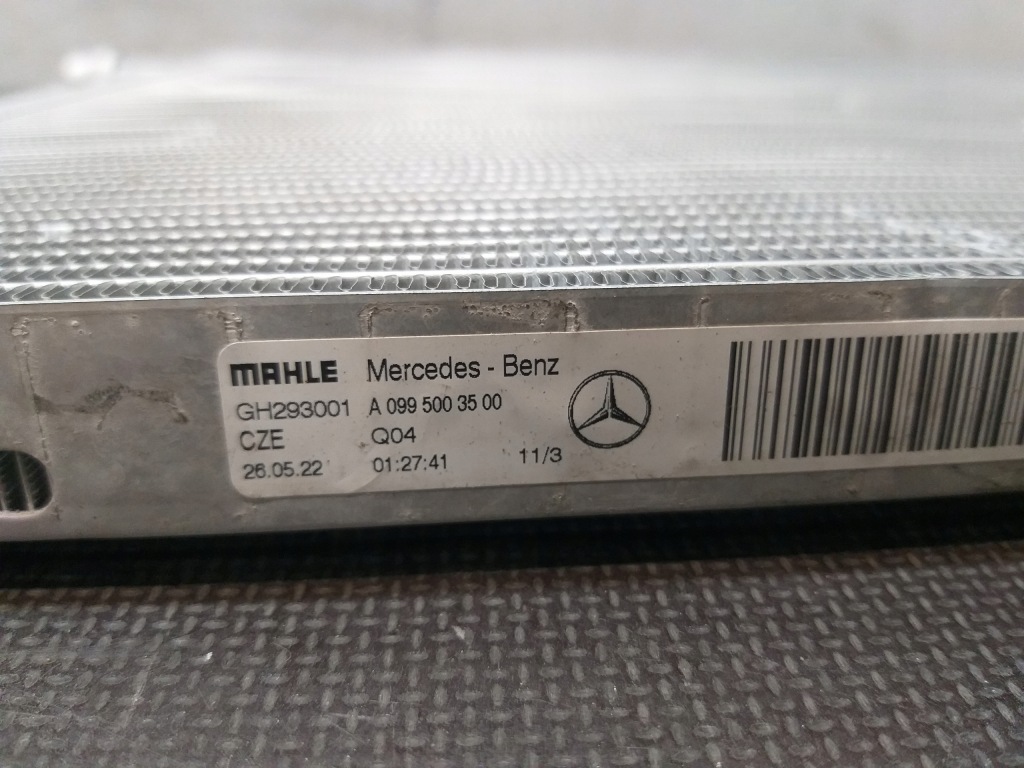 MAHLE Mercedes - Benz
GH293001 A 099 500 35 00
CZE Q04
26.05.22 01:27:41 11/3